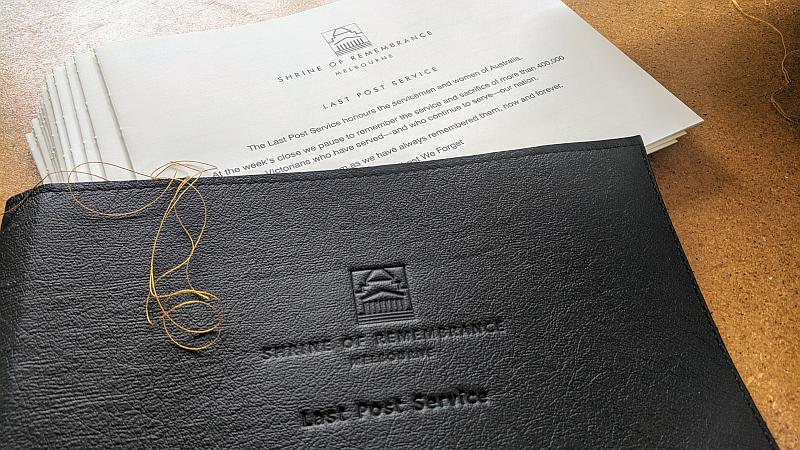 SHRINE OF REMEMBRANCE
MELBOURNE
LAST POST SERVICE
The Last Post Service honours the servicemen and women of Australia.
At the week's close we pause to remember the service and sacrifice of more than 400,000
Victorians who have served—and who continue to serve—our nation.
as we have always remembered them, now and forever.
We Forget
SHRINE OF REMEMBRANCE
MELBOURNE
Last Post Service